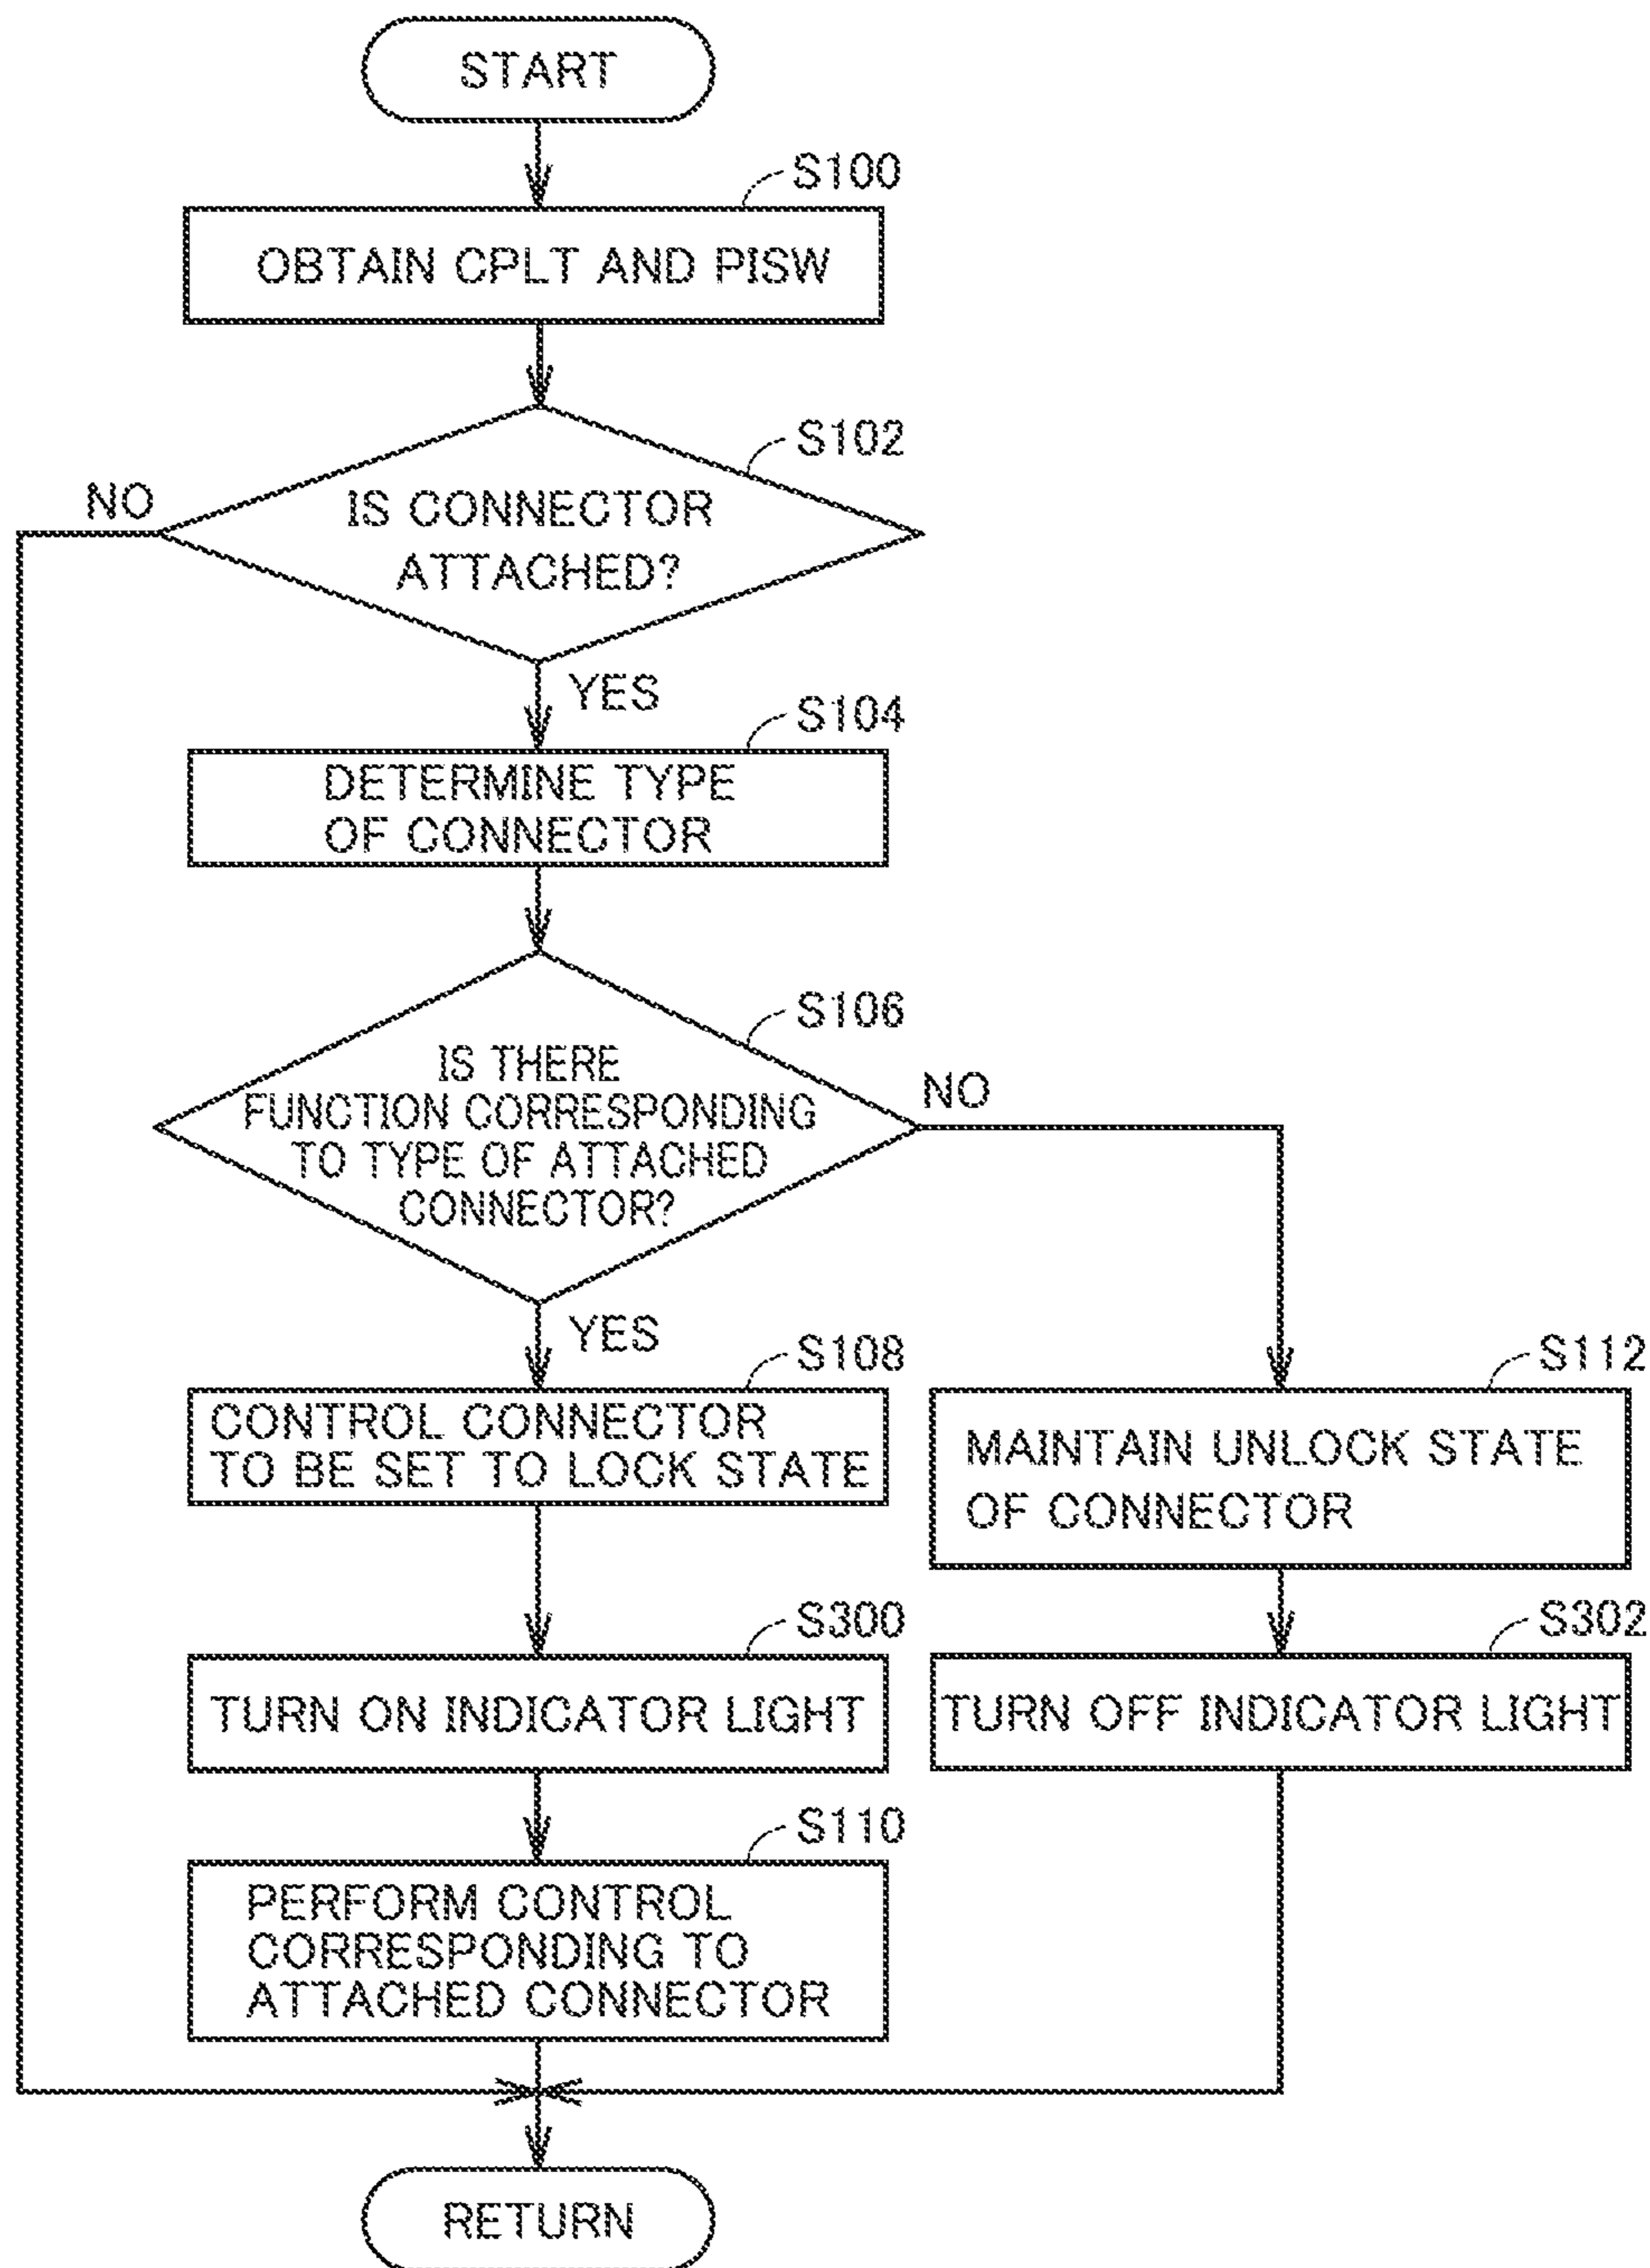 START
S100
OBTAIN CPLT AND PISW
S102
NO
IS CONNECTOR
ATTACHED?
YES
S104
DETERMINE TYPE
OF CONNECTOR
S106
IS THERE
FUNCTION CORRESPONDING
TO TYPE OF ATTACHED
CONNECTOR?
NO
YES
S108
CONTROL CONNECTOR
TO BE SET TO LOCK STATE
S112
MAINTAIN UNLOCK STATE
OF CONNECTOR
S300
TURN ON INDICATOR LIGHT
S302
TURN OFF INDICATOR LIGHT
S110
PERFORM CONTROL
CORRESPONDING TO
ATTACHED CONNECTOR
RETURN